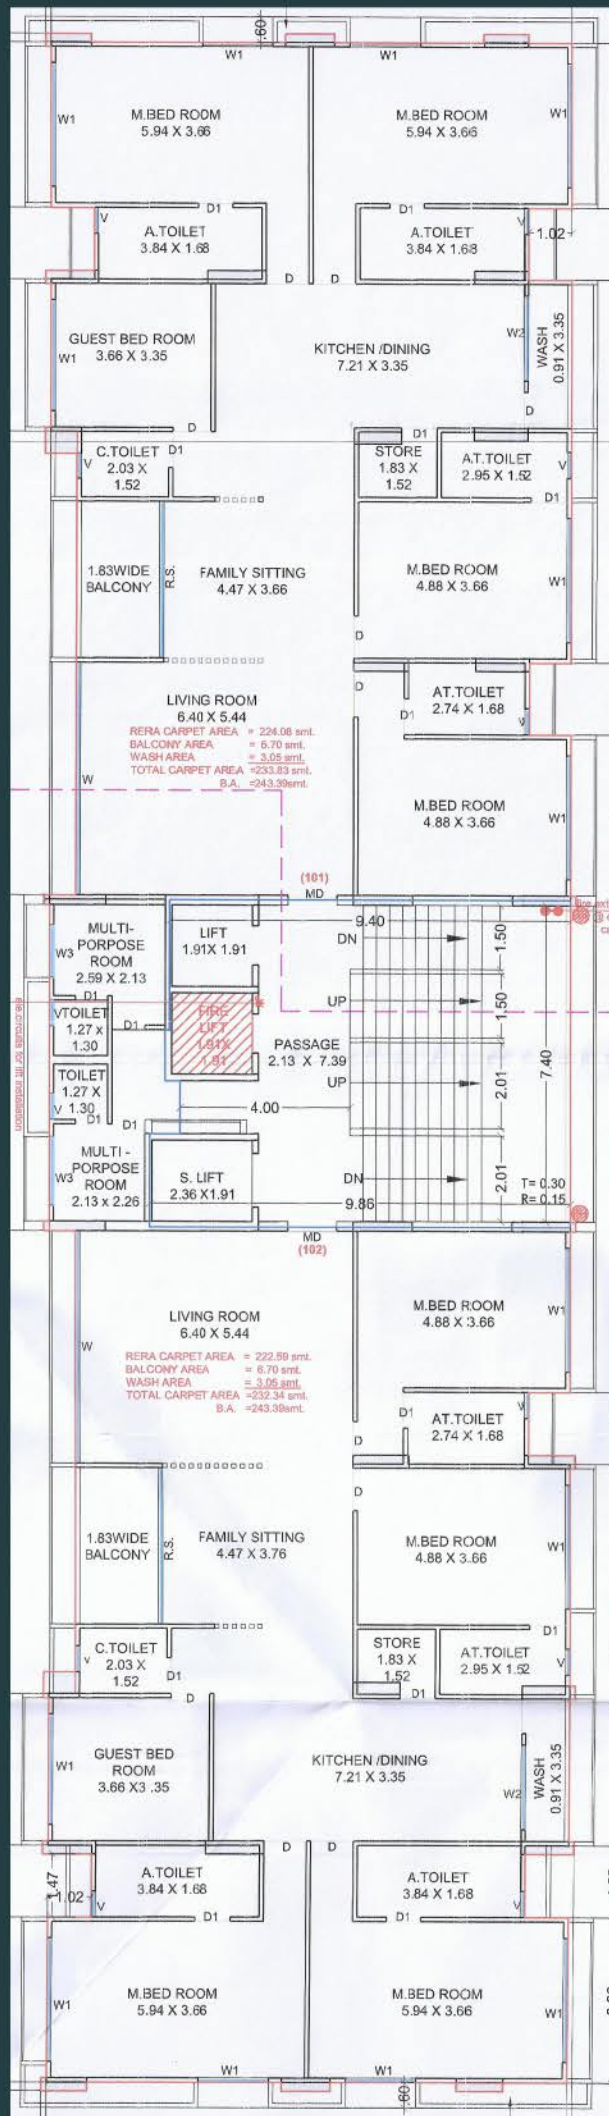 .60
W1
W1
M.BED ROOM
5.94 X 3.66
M.BED ROOM
5.94 X 3.66
W1
W1
D1
D1
V
V
A.TOILET
3.84 X 1.68
A.TOILET
3.84 X 1.68
1.02
D
D
GUEST BED ROOM
3.66 X 3.35
W1
KITCHEN /DINING
7.21 X 3.35
W2
WASH
0.91 X 3.35
D
D
C.TOILET
2.03 X
1.52
V
D1
STORE
1.83 X
1.52
D1
A.T.TOILET
2.95 X 1.52
V
D1
1.83WIDE
BALCONY
R.S.
FAMILY SITTING
4.47 X 3.66
M.BED ROOM
4.88 X 3.66
W1
D
D
LIVING ROOM
6.40 X 5.44
RERA CARPET AREA = 224.08 smt.
BALCONY AREA = 6.70 smt.
WASH AREA = 3.05 smt.
TOTAL CARPET AREA =233.83 smt.
B.A. =243.39smt.
W
AT.TOILET
2.74 X 1.68
D1
V
M.BED ROOM
4.88 X 3.66
W1
(101)
MD
MULTI-
PORPOSE
ROOM
2.59 X 2.13
W3
D1
LIFT
1.91X 1.91
9.40
DN
1.50
FIRE
LIFT
1.91X
1.91
UP
1.50
VTOILET
1.27 x
1.30
D1
PASSAGE
2.13 X 7.39
7.40
TOILET
1.27 X
1.30
V
D1
D1
UP
2.01
4.00
MULTI -
PORPOSE
ROOM
2.13 x 2.26
W3
S. LIFT
2.36 X1.91
DN
2.01
9.86
T= 0.30
R= 0.15
ele.circuits for lift installation
MD
(102)
LIVING ROOM
6.40 X 5.44
RERA CARPET AREA = 222.59 smt.
BALCONY AREA = 6.70 smt.
WASH AREA = 3.05 smt.
TOTAL CARPET AREA =232.34 smt.
B.A. =243.39smt.
W
M.BED ROOM
4.88 X 3.66
W1
D1
AT.TOILET
2.74 X 1.68
V
D
D
1.83WIDE
BALCONY
R.S.
FAMILY SITTING
4.47 X 3.76
M.BED ROOM
4.88 X 3.66
W1
D1
C.TOILET
2.03 X
1.52
V
D1
STORE
1.83 X
1.52
D1
AT.TOILET
2.95 X 1.52
V
D
GUEST BED
ROOM
3.66 X3 .35
W1
KITCHEN /DINING
7.21 X 3.35
W2
WASH
0.91 X 3.35
D
D
1.47
1.02
V
A.TOILET
3.84 X 1.68
A.TOILET
3.84 X 1.68
V
D1
D1
M.BED ROOM
5.94 X 3.66
M.BED ROOM
5.94 X 3.66
W1
W1
W1
W1
.60